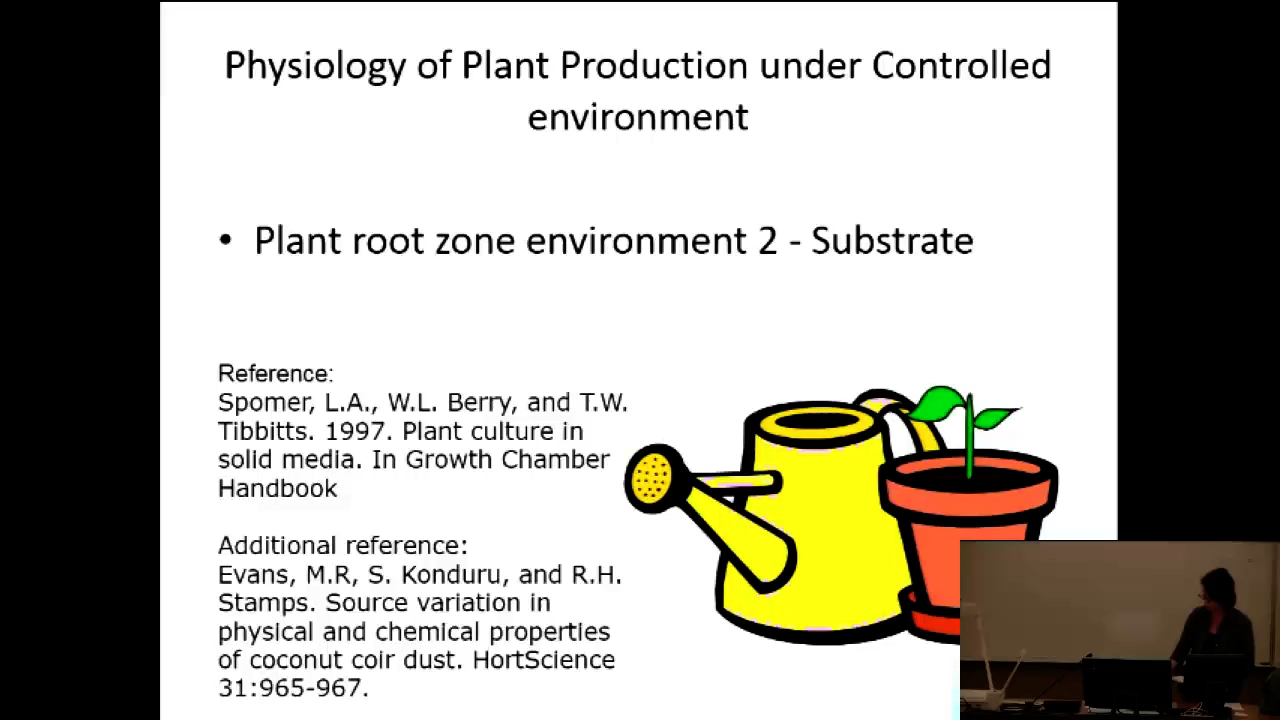 Physiology of Plant Production under Controlled
environment
• Plant root zone environment 2 - Substrate
Reference:
Spomer, L.A., W.L. Berry, and T.W.
Tibbitts. 1997. Plant culture in
solid media. In Growth Chamber
Handbook
Additional reference:
Evans, M.R, S. Konduru, and R.H.
Stamps. Source variation in
physical and chemical properties
of coconut coir dust. HortScience
31:965-967.